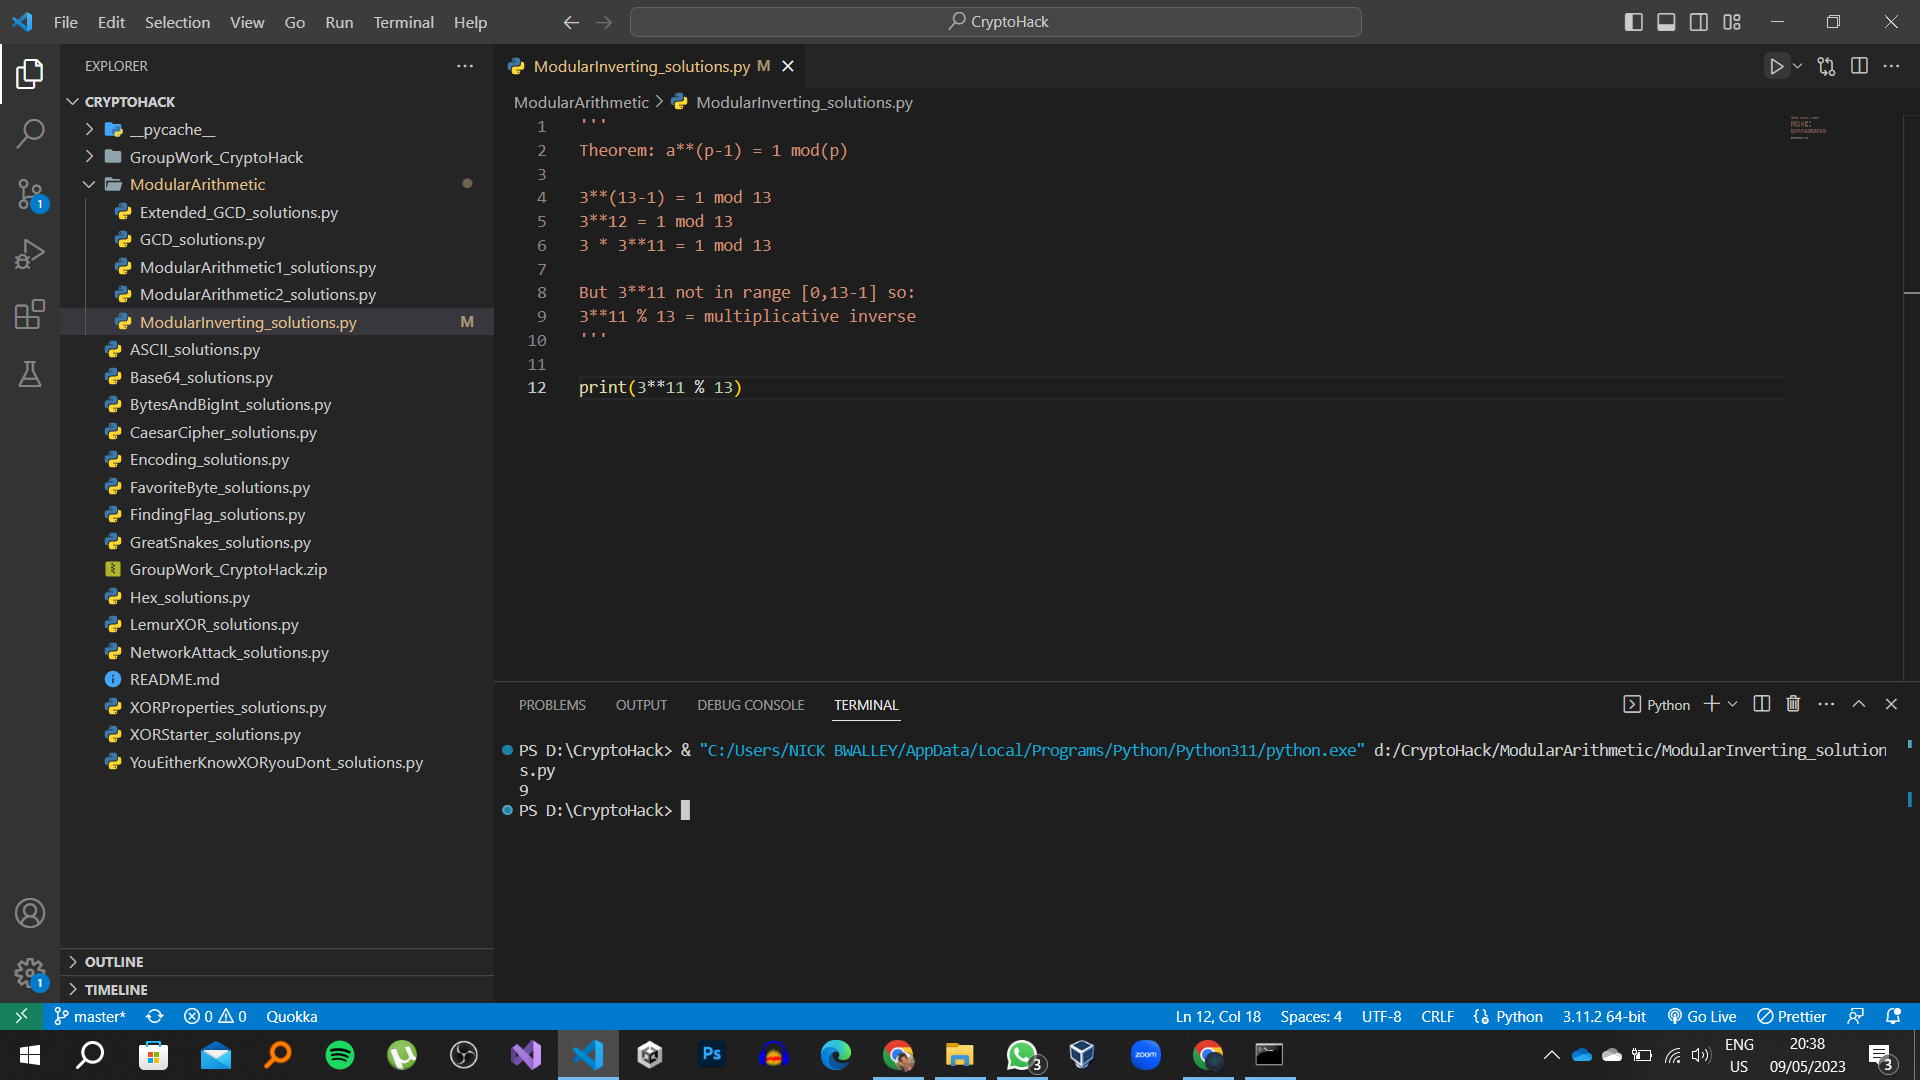 File Edit Selection View Go Run Terminal Help
CryptoHack
EXPLORER
CRYPTOHACK
__pycache__
GroupWork_CryptoHack
ModularArithmetic
Extended_GCD_solutions.py
GCD_solutions.py
ModularArithmetic1_solutions.py
ModularArithmetic2_solutions.py
ModularInverting_solutions.py M
ASCII_solutions.py
Base64_solutions.py
BytesAndBigInt_solutions.py
CaesarCipher_solutions.py
Encoding_solutions.py
FavoriteByte_solutions.py
FindingFlag_solutions.py
GreatSnakes_solutions.py
GroupWork_CryptoHack.zip
Hex_solutions.py
LemurXOR_solutions.py
NetworkAttack_solutions.py
README.md
XORProperties_solutions.py
XORStarter_solutions.py
YouEitherKnowXORyouDont_solutions.py
OUTLINE
TIMELINE
1
1
ModularInverting_solutions.py M
ModularArithmetic > ModularInverting_solutions.py
1 '''
2 Theorem: a**(p-1) = 1 mod(p)
3
4 3**(13-1) = 1 mod 13
5 3**12 = 1 mod 13
6 3 * 3**11 = 1 mod 13
7
8 But 3**11 not in range [0,13-1] so:
9 3**11 % 13 = multiplicative inverse
10 '''
11
12 print(3**11 % 13)
PROBLEMS OUTPUT DEBUG CONSOLE TERMINAL
Python
PS D:\CryptoHack> & "C:/Users/NICK BWALLEY/AppData/Local/Programs/Python/Python311/python.exe" d:/CryptoHack/ModularArithmetic/ModularInverting_solution
s.py
9
PS D:\CryptoHack>
master* 0 0 Quokka
Ln 12, Col 18 Spaces: 4 UTF-8 CRLF Python 3.11.2 64-bit Go Live Prettier
Ps
zoom
3
ENG
US
20:38
09/05/2023
3